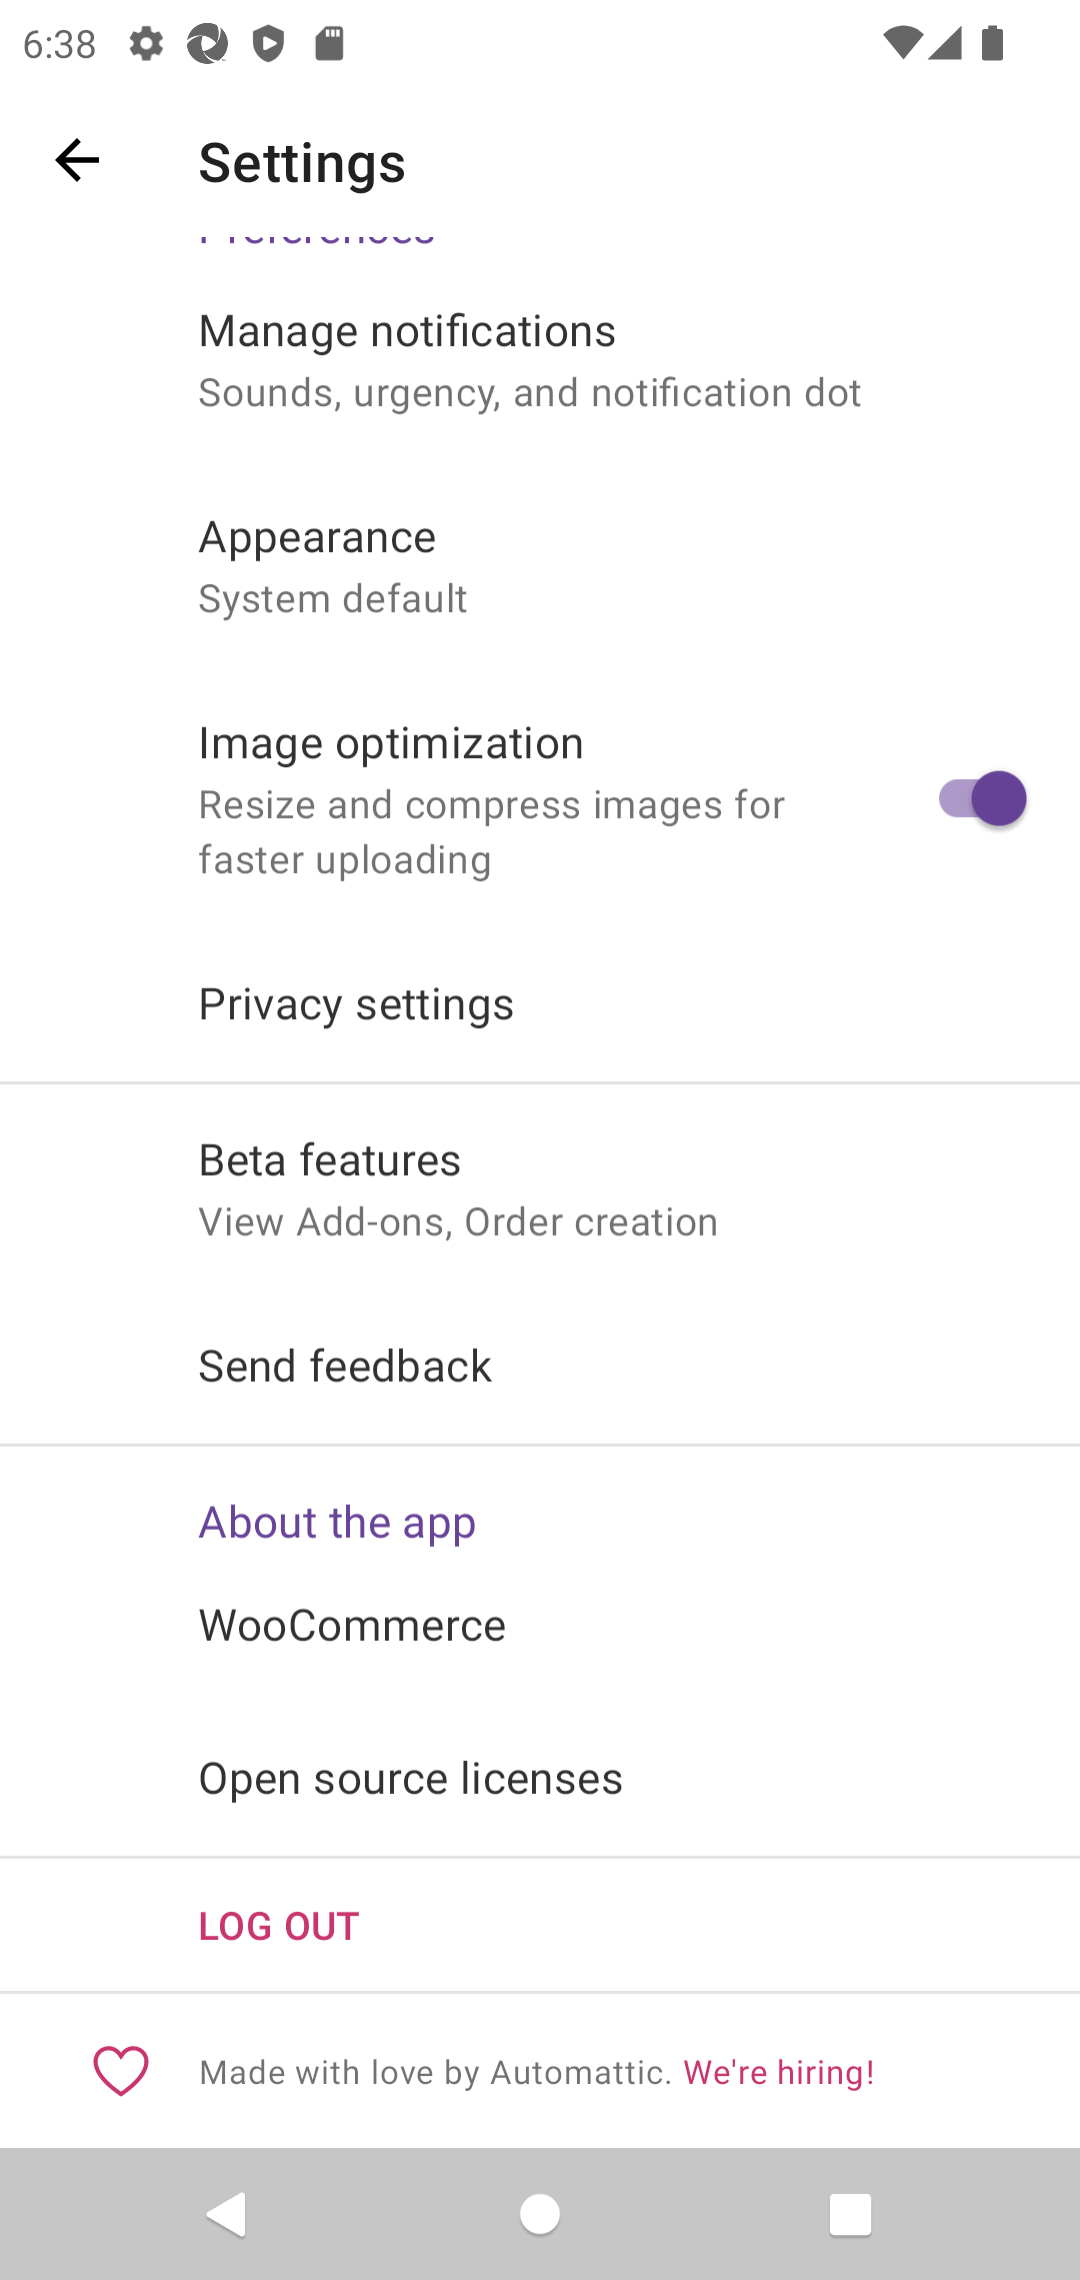 6:38
Settings
Preferences
Manage notifications
Sounds, urgency, and notification dot
Appearance
System default
Image optimization
Resize and compress images for
faster uploading
Privacy settings
Beta features
View Add-ons, Order creation
Send feedback
About the app
WooCommerce
Open source licenses
LOG OUT
Made with love by Automattic. We're hiring!